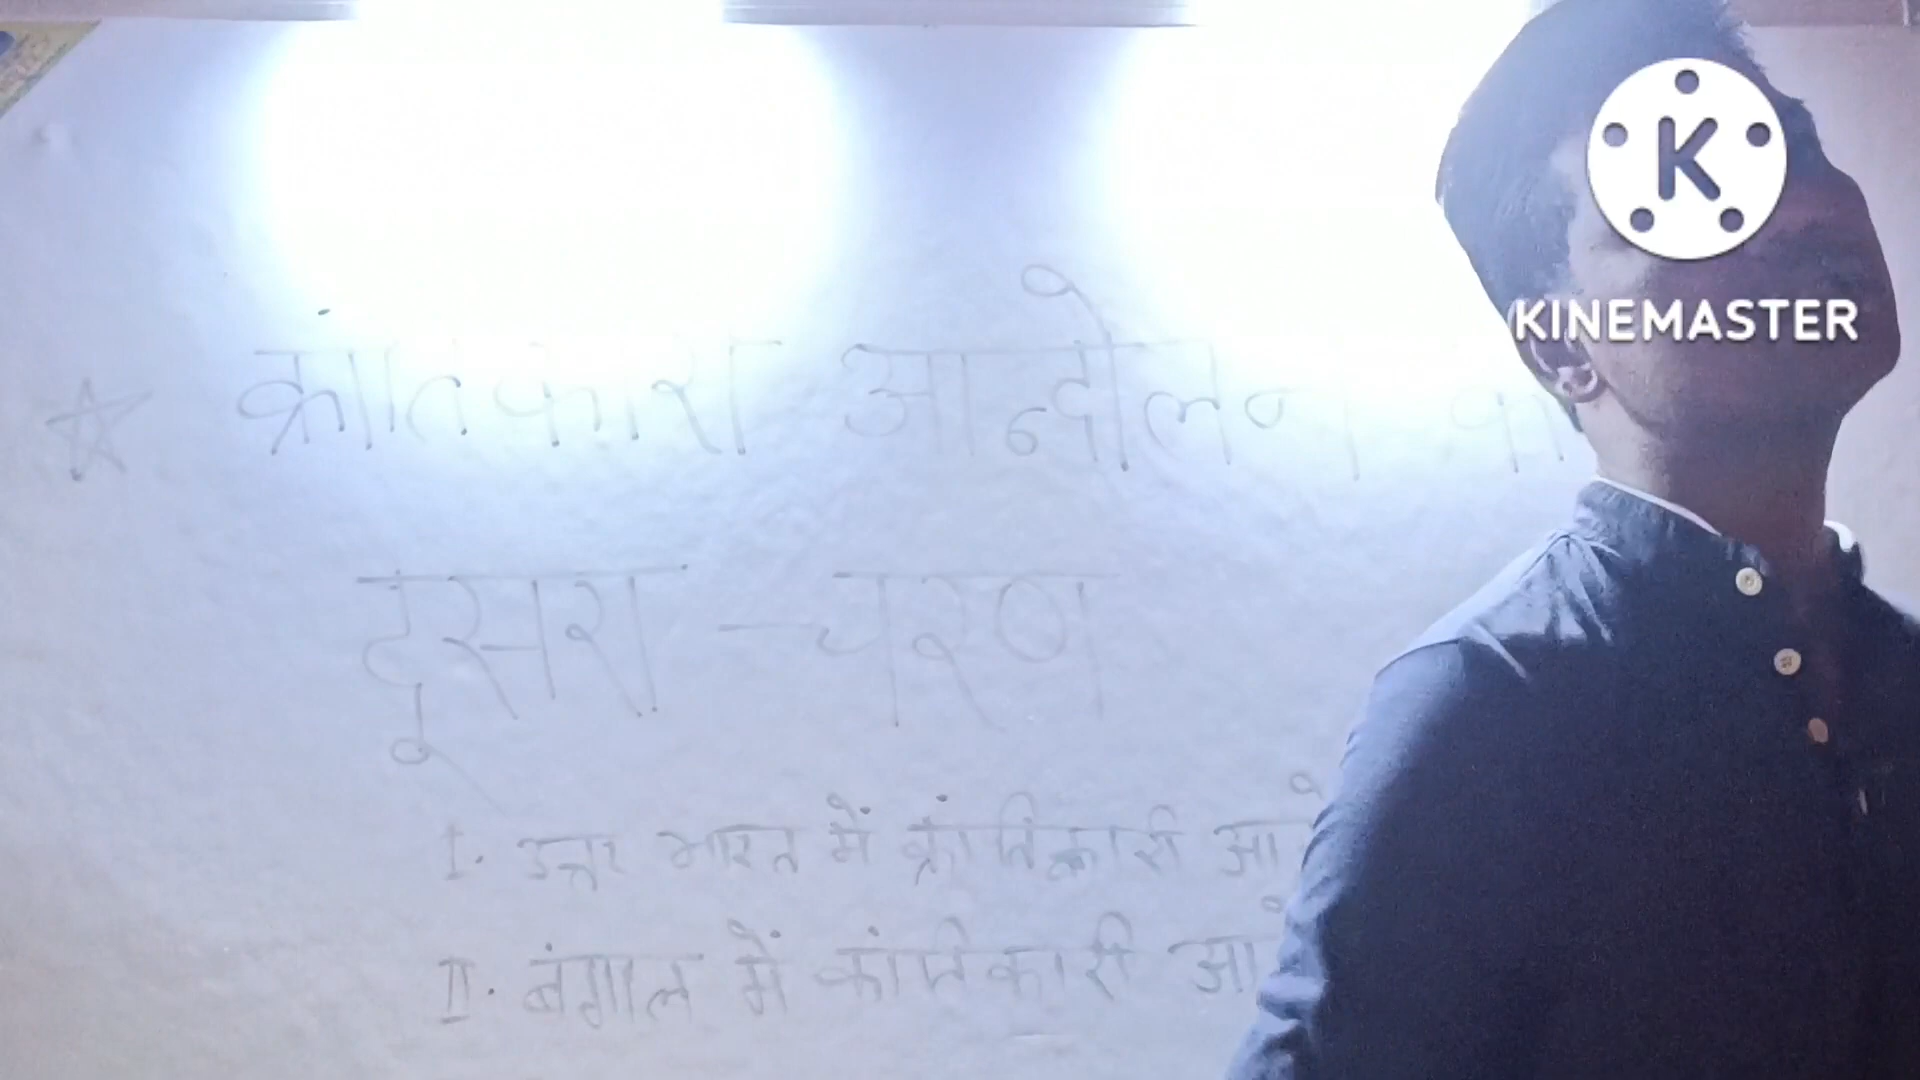 क्रांतिकारी आन्दोलन का
दूसरा चरण
I. उत्तर भारत में क्रांतिकारी
II. बंगाल में क्रांतिकारी
K
KINEMASTER